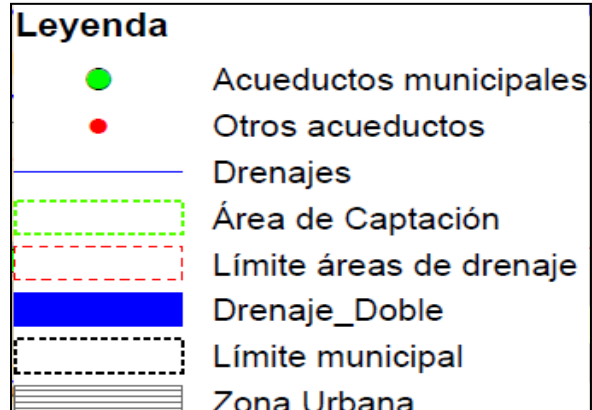 Leyenda
Acueductos municipales
Otros acueductos
Drenajes
Área de Captación
Límite áreas de drenaje
Drenaje_Doble
Límite municipal
Zona Urbana